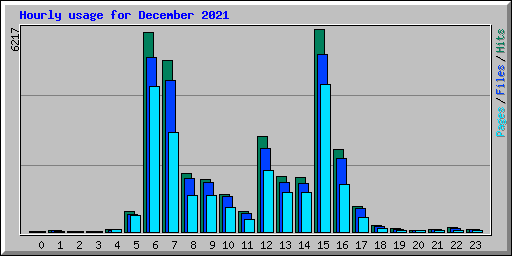 Hourly usage for December 2021
6217
Pages / Files / Hits
0 1 2 3 4 5 6 7 8 9 10 11 12 13 14 15 16 17 18 19 20 21 22 23